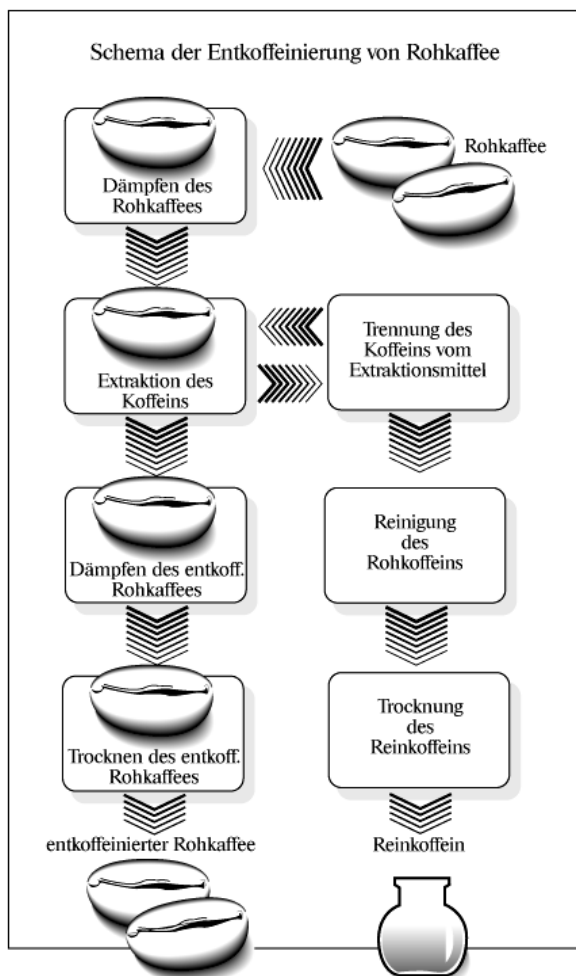 Schema der Entkoffeinierung von Rohkaffee
Rohkaffee
Dämpfen des
Rohkaffees
Extraktion des
Koffeins
Trennung des
Koffeins vom
Extraktionsmittel
Dämpfen des entkoff.
Rohkaffees
Reinigung
des
Rohkoffeins
Trocknen des entkoff.
Rohkaffees
Trocknung
des
Reinkoffeins
entkoffeinierter Rohkaffee
Reinkoffein